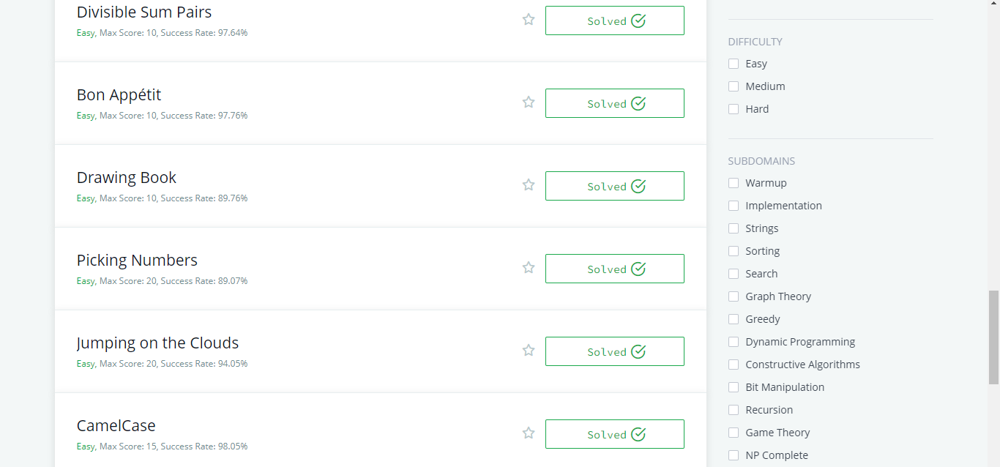 Divisible Sum Pairs
Easy, Max Score: 10, Success Rate: 97.64%
Solved
Bon Appétit
Easy, Max Score: 10, Success Rate: 97.76%
Solved
Drawing Book
Easy, Max Score: 10, Success Rate: 89.76%
Solved
Picking Numbers
Easy, Max Score: 20, Success Rate: 89.07%
Solved
Jumping on the Clouds
Easy, Max Score: 20, Success Rate: 94.05%
Solved
CamelCase
Easy, Max Score: 15, Success Rate: 98.05%
Solved
DIFFICULTY
Easy
Medium
Hard
SUBDOMAINS
Warmup
Implementation
Strings
Sorting
Search
Graph Theory
Greedy
Dynamic Programming
Constructive Algorithms
Bit Manipulation
Recursion
Game Theory
NP Complete